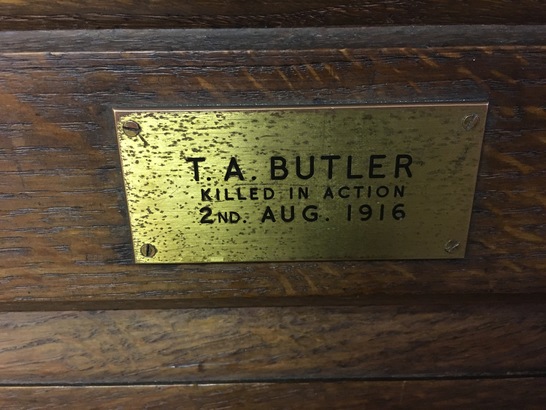 T. A. BUTLER
KILLED IN ACTION
2ND. AUG. 1916